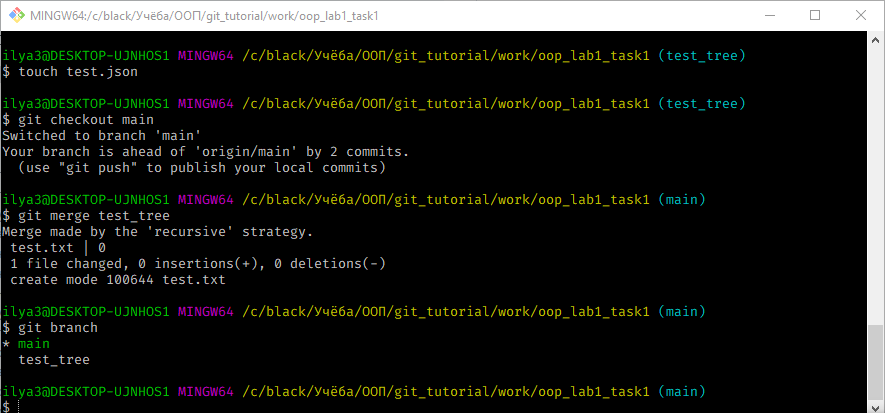 MINGW64:/c/black/Учёба/ООП/git_tutorial/work/oop_lab1_task1
ilya3@DESKTOP-UJNHOS1 MINGW64 /c/black/Учёба/ООП/git_tutorial/work/oop_lab1_task1 (test_tree)
$ touch test.json
ilya3@DESKTOP-UJNHOS1 MINGW64 /c/black/Учёба/ООП/git_tutorial/work/oop_lab1_task1 (test_tree)
$ git checkout main
Switched to branch 'main'
Your branch is ahead of 'origin/main' by 2 commits.
  (use "git push" to publish your local commits)
ilya3@DESKTOP-UJNHOS1 MINGW64 /c/black/Учёба/ООП/git_tutorial/work/oop_lab1_task1 (main)
$ git merge test_tree
Merge made by the 'recursive' strategy.
 test.txt | 0
 1 file changed, 0 insertions(+), 0 deletions(-)
 create mode 100644 test.txt
ilya3@DESKTOP-UJNHOS1 MINGW64 /c/black/Учёба/ООП/git_tutorial/work/oop_lab1_task1 (main)
$ git branch
* main
  test_tree
ilya3@DESKTOP-UJNHOS1 MINGW64 /c/black/Учёба/ООП/git_tutorial/work/oop_lab1_task1 (main)
$